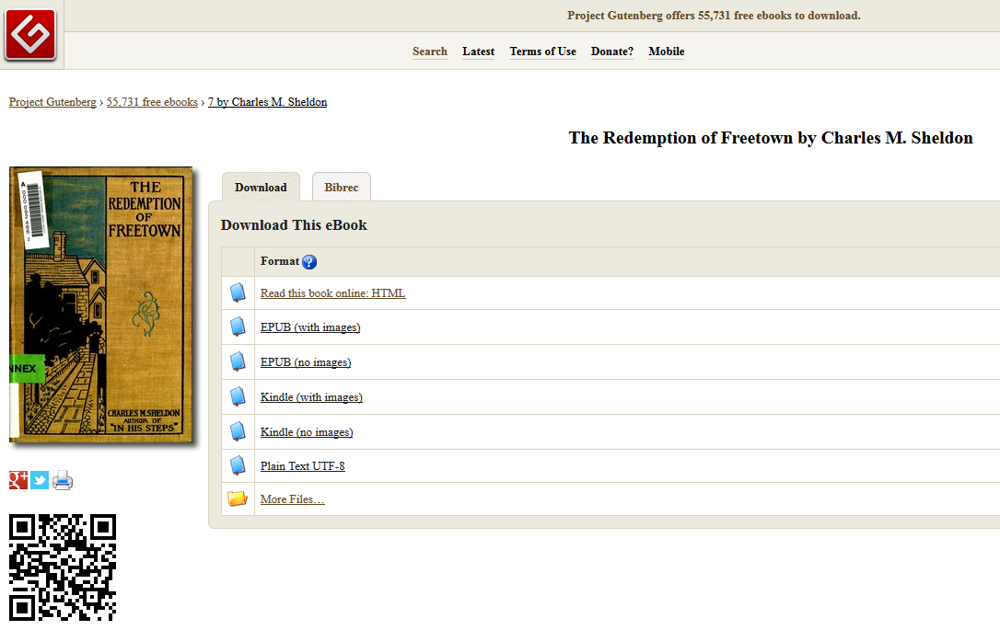 Project Gutenberg offers 55,731 free ebooks to download.
Search Latest Terms of Use Donate? Mobile
Project Gutenberg › 55,731 free ebooks › 7 by Charles M. Sheldon
The Redemption of Freetown by Charles M. Sheldon
THE
REDEMPTION
OF
FREETOWN
NNEX
CHARLES M. SHELDON
AUTHOR OF
"IN HIS STEPS"
Download Bibrec
Download This eBook
Format ?
Read this book online: HTML
EPUB (with images)
EPUB (no images)
Kindle (with images)
Kindle (no images)
Plain Text UTF-8
More Files…
g+